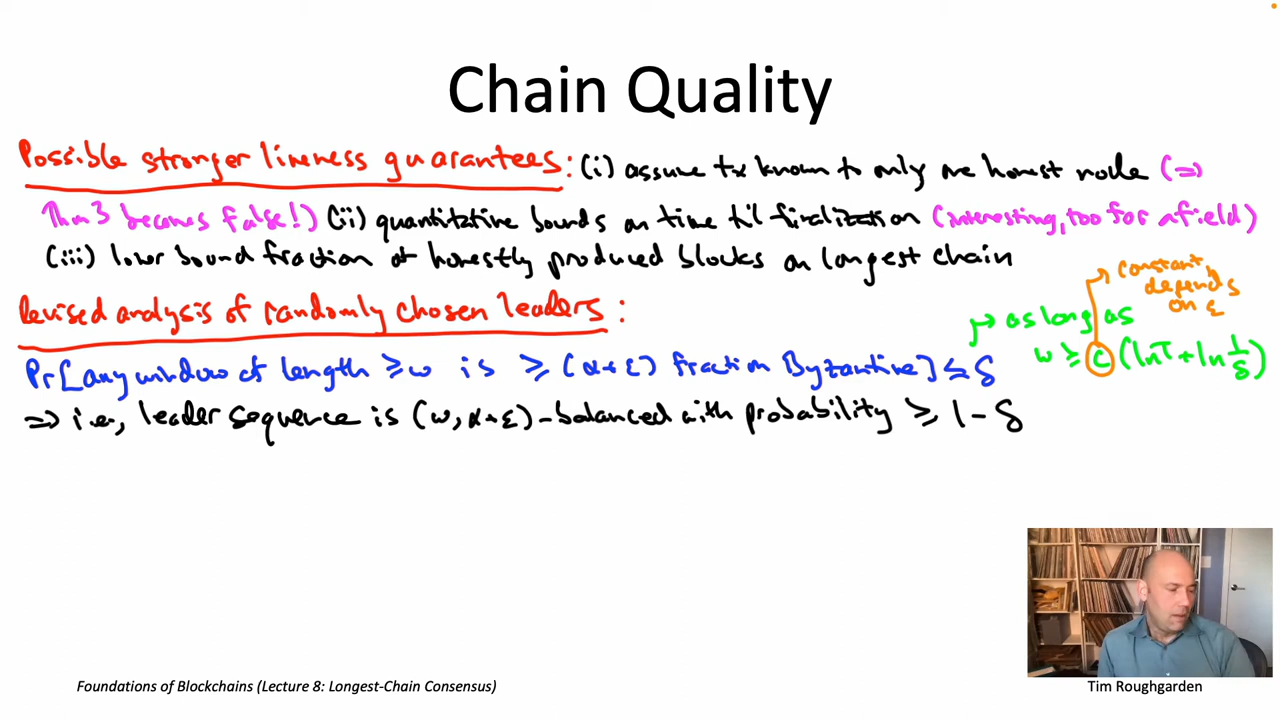 Chain Quality
Possible stronger liveness guarantees: (i) assume tx known to only one honest node (⇒
Thm 3 becomes false!) (ii) quantitative bounds on time til finalization (interesting, too far afield)
(iii) lower bound fraction of honestly produced blocks on longest chain
Revised analysis of randomly chosen leaders:
→ constant, depends on ε
→ as long as
w ≥ c (ln T + ln 1/δ)
Pr[any window of length ≥ w is ≥ (α+ε) fraction Byzantine] ≤ δ
⇒ i.e., leader sequence is (w, α+ε)-balanced with probability ≥ 1-δ
Foundations of Blockchains (Lecture 8: Longest-Chain Consensus)
Tim Roughgarden